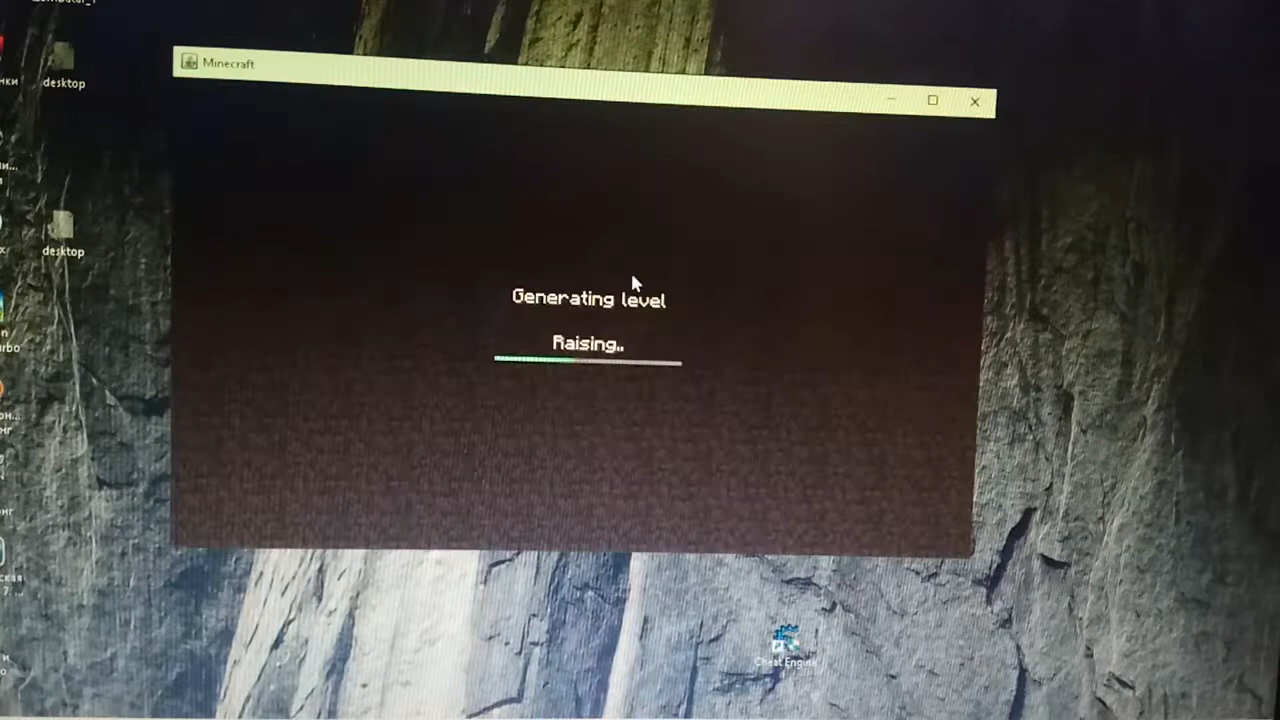 desktop
Minecraft
desktop
Generating level
Raising..
Cheat Engine